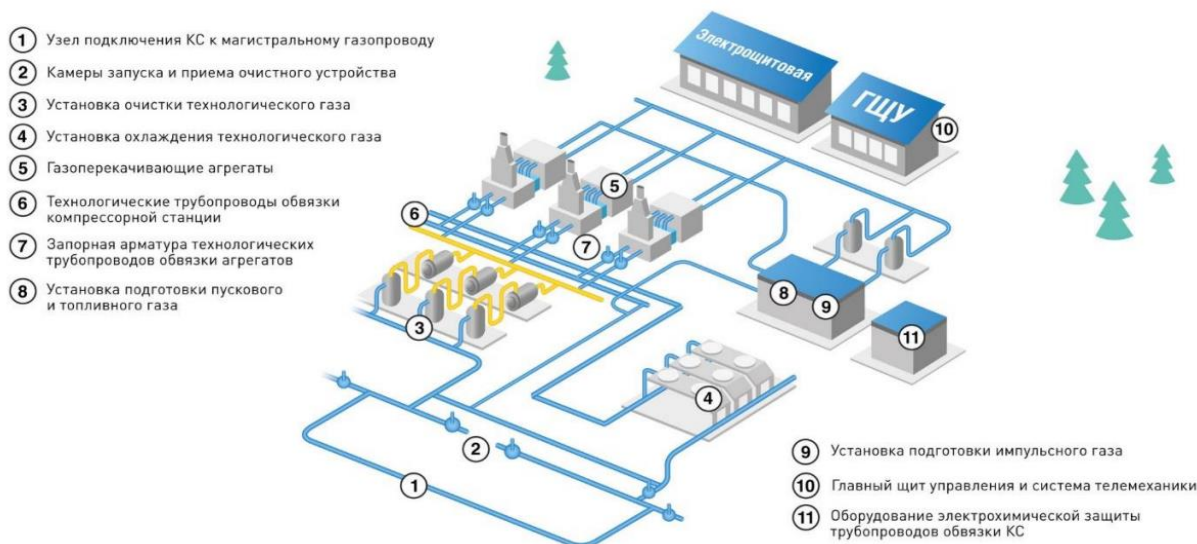 1 Узел подключения КС к магистральному газопроводу
2 Камеры запуска и приема очистного устройства
3 Установка очистки технологического газа
4 Установка охлаждения технологического газа
5 Газоперекачивающие агрегаты
6 Технологические трубопроводы обвязки
компрессорной станции
7 Запорная арматура технологических
трубопроводов обвязки агрегатов
8 Установка подготовки пускового
и топливного газа
Электрощитовая
ГЩУ
10
5
6
7
8
9
3
11
4
2
1
9 Установка подготовки импульсного газа
10 Главный щит управления и система телемеханики
11 Оборудование электрохимической защиты
трубопроводов обвязки КС